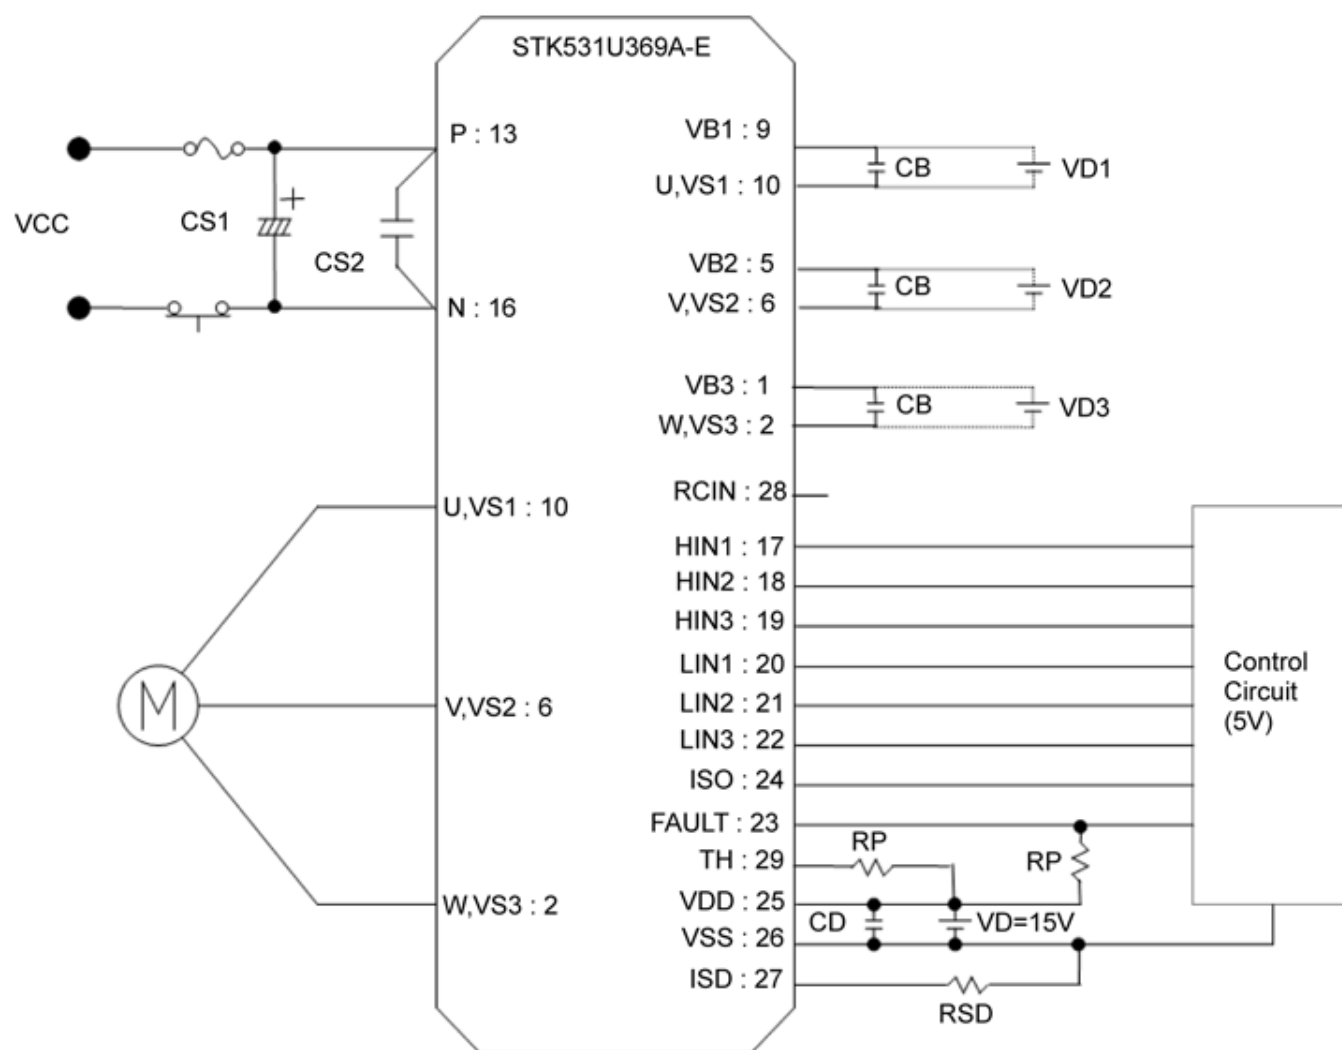 STK531U369A-E
P : 13
VB1 : 9
CB
VD1
U,VS1 : 10
VCC
CS1
+
CS2
VB2 : 5
CB
VD2
V,VS2 : 6
N : 16
VB3 : 1
CB
VD3
W,VS3 : 2
RCIN : 28
U,VS1 : 10
HIN1 : 17
HIN2 : 18
HIN3 : 19
LIN1 : 20
Control
Circuit
(5V)
M
V,VS2 : 6
LIN2 : 21
LIN3 : 22
ISO : 24
FAULT : 23
RP
TH : 29
RP
W,VS3 : 2
VDD : 25
CD
VD=15V
VSS : 26
ISD : 27
RSD